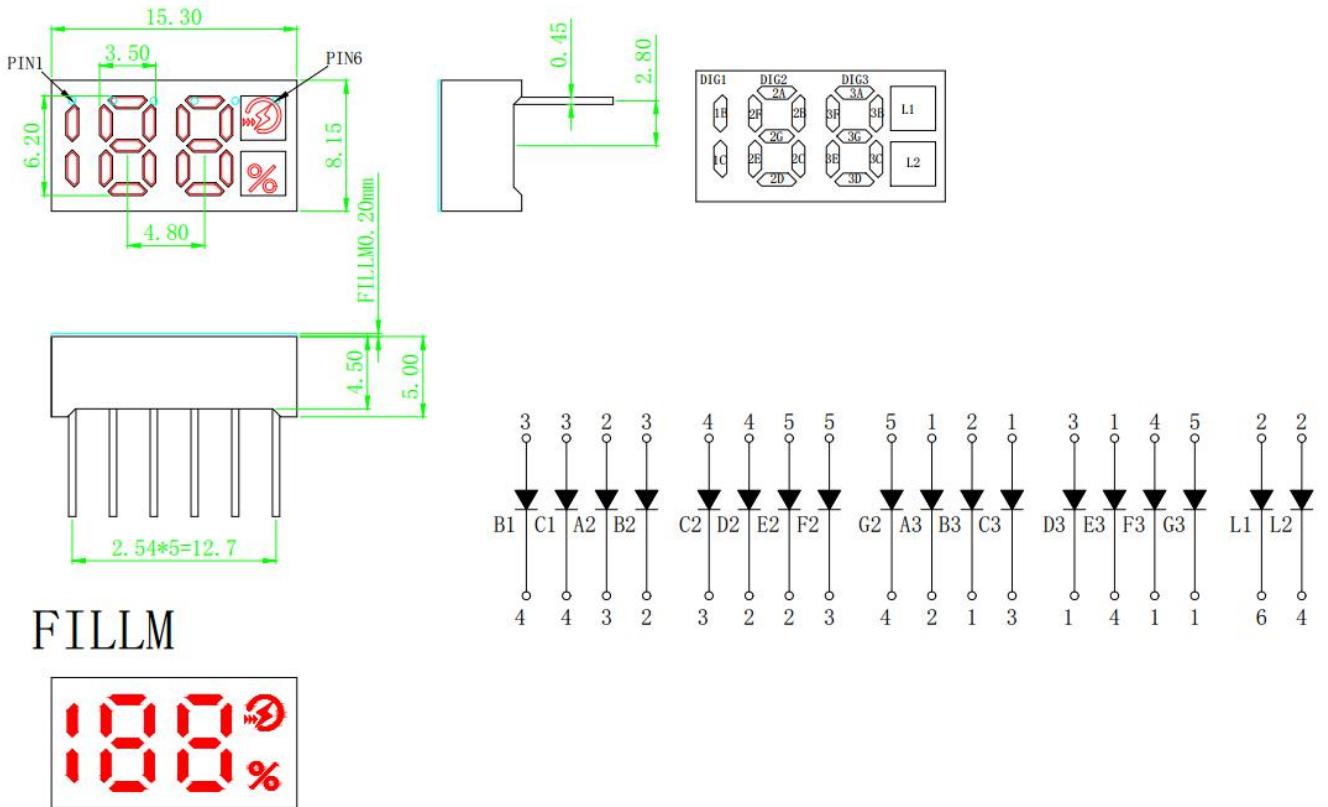 15.30
PIN1
3.50
PIN6
6.20
8.15
%
4.80
0.45
2.80
DIG1 DIG2 DIG3
2A 3A
1B 2F 2B 3F 3B L1
2G 3G
1C 2E 2C 3E 3C L2
2D 3D
FILLM0.20mm
4.50
5.00
2.54*5=12.7
3 3 2 3 4 4 5 5 5 1 2 1 3 1 4 5 2 2
B1 C1 A2 B2 C2 D2 E2 F2 G2 A3 B3 C3 D3 E3 F3 G3 L1 L2
4 4 3 2 3 2 2 3 4 2 1 3 1 4 1 1 6 4
FILLM
188
%